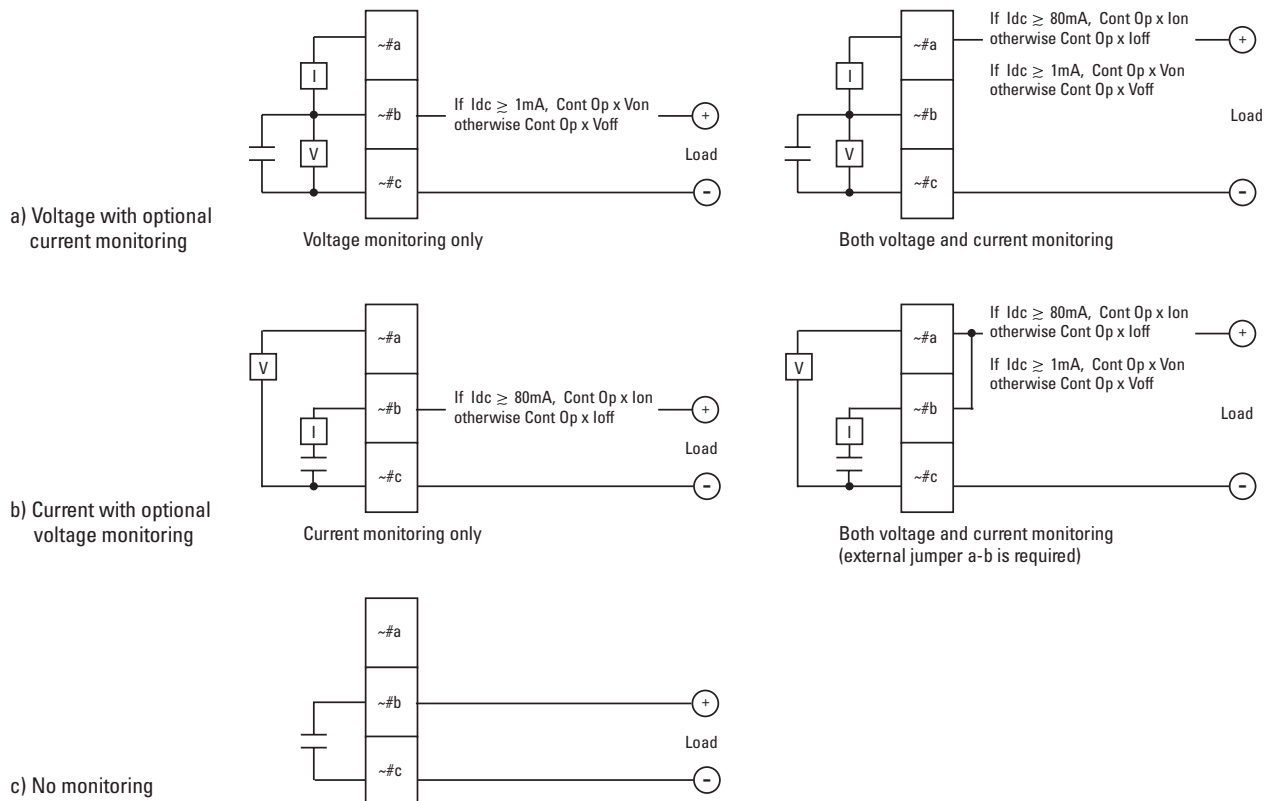 ~#a
I
~#b
If Idc ≳ 1mA, Cont Op x Von
otherwise Cont Op x Voff
+
V
Load
~#c
-
a) Voltage with optional
current monitoring
Voltage monitoring only
~#a
If Idc ≳ 80mA, Cont Op x Ion
otherwise Cont Op x Ioff
+
I
If Idc ≳ 1mA, Cont Op x Von
otherwise Cont Op x Voff
~#b
Load
V
~#c
-
Both voltage and current monitoring
~#a
V
~#b
If Idc ≳ 80mA, Cont Op x Ion
otherwise Cont Op x Ioff
+
I
Load
~#c
-
b) Current with optional
voltage monitoring
Current monitoring only
~#a
If Idc ≳ 80mA, Cont Op x Ion
otherwise Cont Op x Ioff
+
V
If Idc ≳ 1mA, Cont Op x Von
otherwise Cont Op x Voff
~#b
I
Load
~#c
-
Both voltage and current monitoring
(external jumper a-b is required)
~#a
~#b
+
Load
~#c
-
c) No monitoring